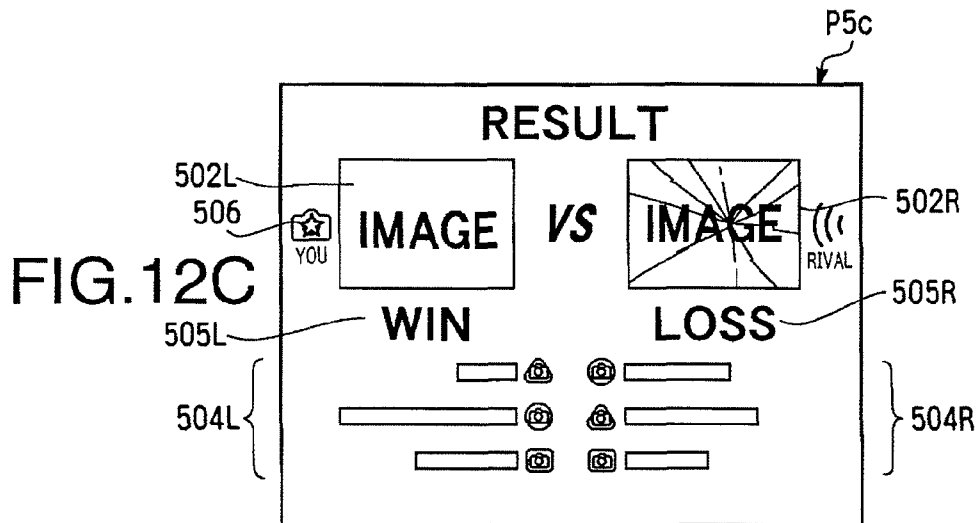 P5c
RESULT
502L
506
YOU
IMAGE
VS
IMAGE
502R
RIVAL
FIG.12C
505L
WIN
LOSS
505R
504L
504R